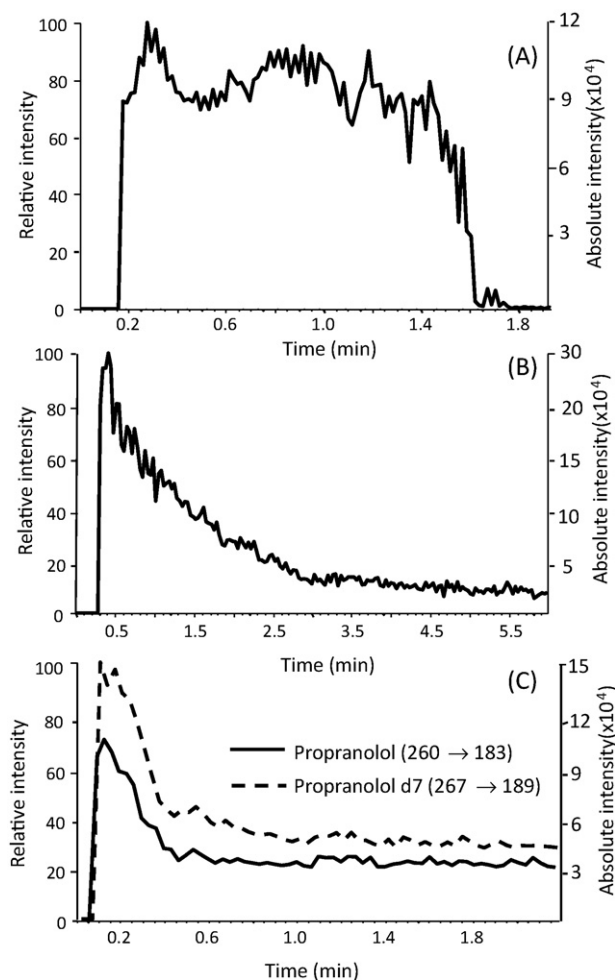 (A)
Relative intensity
100
80
60
40
20
0
12
9
6
3
Absolute intensity(x10⁴)
0.2 0.6 1.0 1.4 1.8
Time (min)
(B)
Relative intensity
100
80
60
40
20
0
30
20
15
10
5
Absolute intensity(x10⁴)
0.5 1.5 2.5 3.5 4.5 5.5
Time (min)
(C)
Relative intensity
100
80
60
40
20
0
15
12
9
6
3
Absolute intensity(x10⁴)
Propranolol (260 → 183)
Propranolol d7 (267 → 189)
0.2 0.6 1.0 1.4 1.8
Time (min)